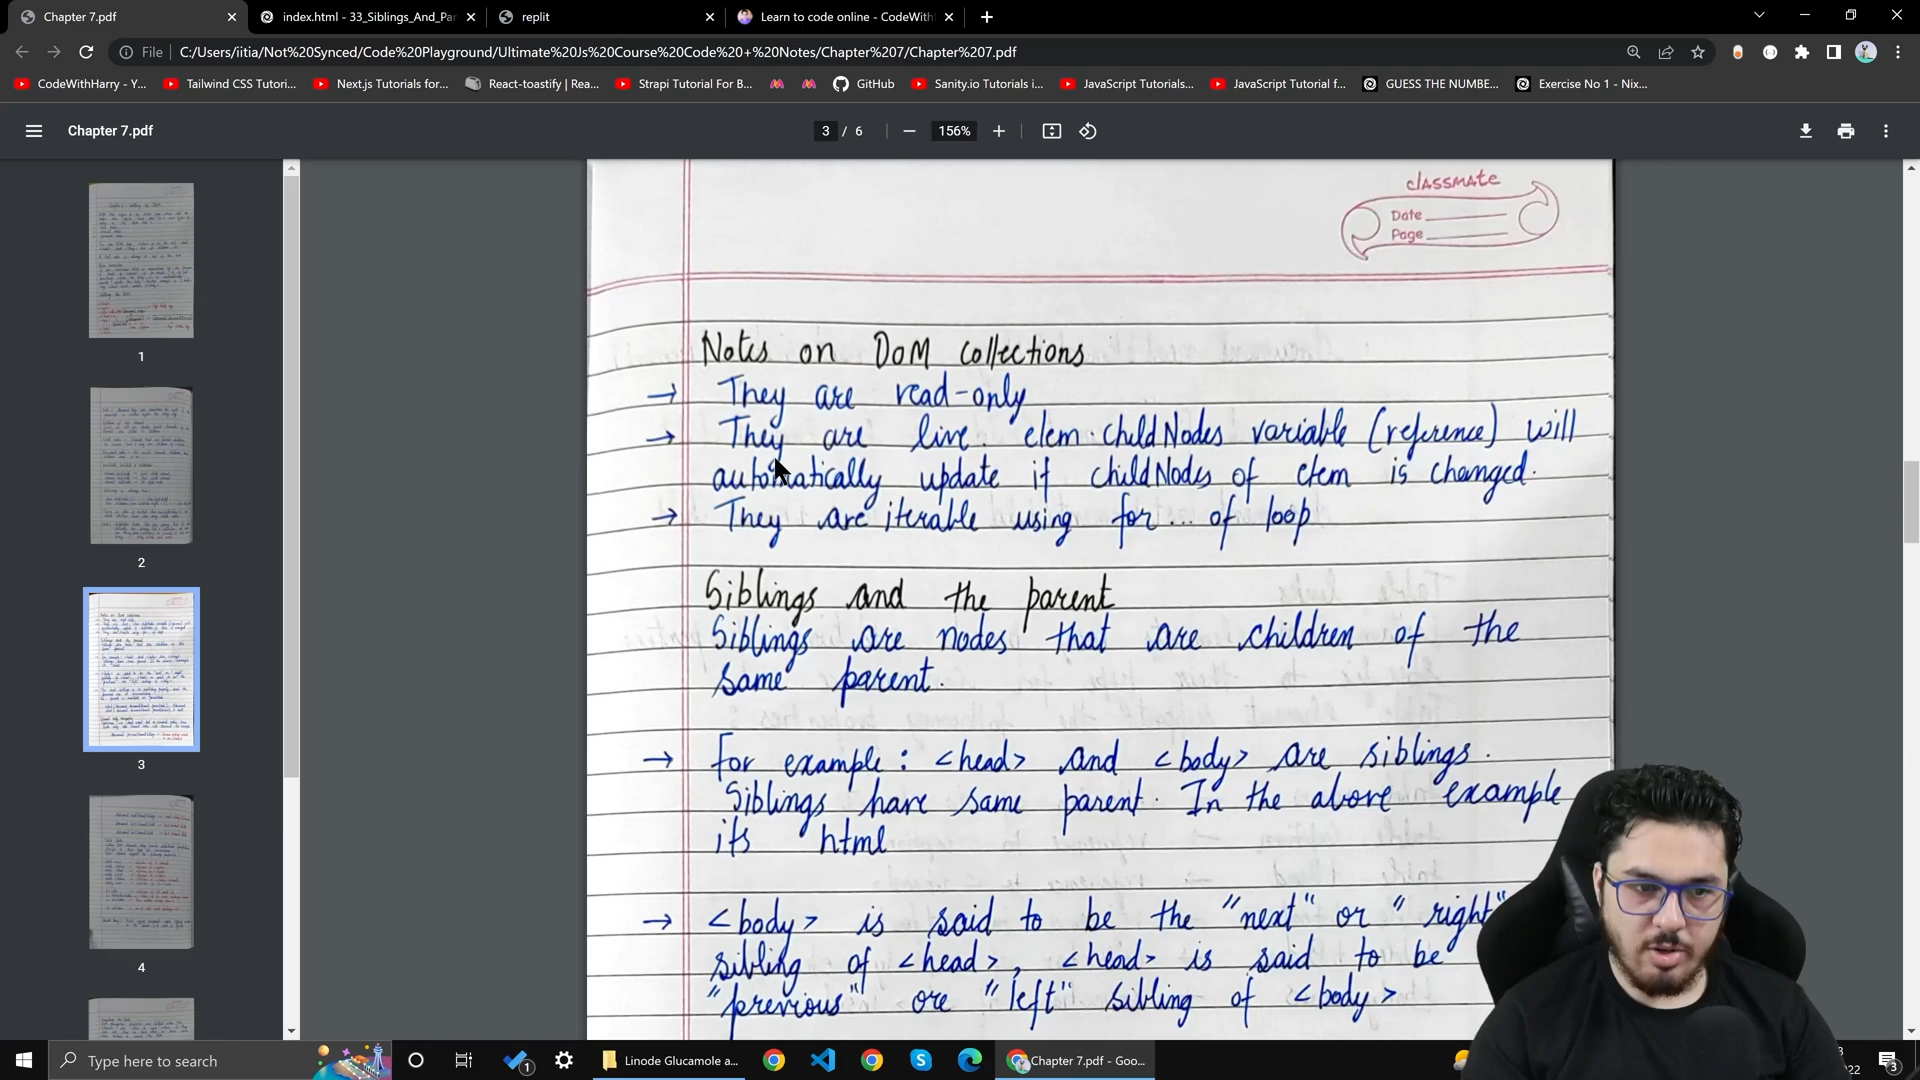 Chapter 7.pdf
index.html - 33_Siblings_And_Par
replit
Learn to code online - CodeWith
File
C:/Users/iitia/Not%20Synced/Code%20Playground/Ultimate%20Js%20Course%20Code%20+%20Notes/Chapter%207/Chapter%207.pdf
CodeWithHarry - Y...
Tailwind CSS Tutori...
Next.js Tutorials for...
React-toastify | Rea...
Strapi Tutorial For B...
GitHub
Sanity.io Tutorials i...
JavaScript Tutorials...
JavaScript Tutorial f...
GUESS THE NUMBE...
Exercise No 1 - Nix...
Chapter 7.pdf
3 / 6
156%
1
2
3
4
classmate
Date
Page
Notes on DOM collections
→ They are read-only
→ They are live. elem.childNodes variable (reference) will
automatically update if childNodes of elem is changed.
→ They are iterable using for... of loop
Siblings and the parent
Siblings are nodes that are children of the
same parent.
→ For example: <head> and <body> are siblings.
Siblings have same parent. In the above example
its html
→ <body> is said to be the "next" or "right"
sibling of <head>, <head> is said to be
"previous" ore "left" sibling of <body>
Type here to search
1
Linode Glucamole a...
Chapter 7.pdf - Goo...
3
22
3